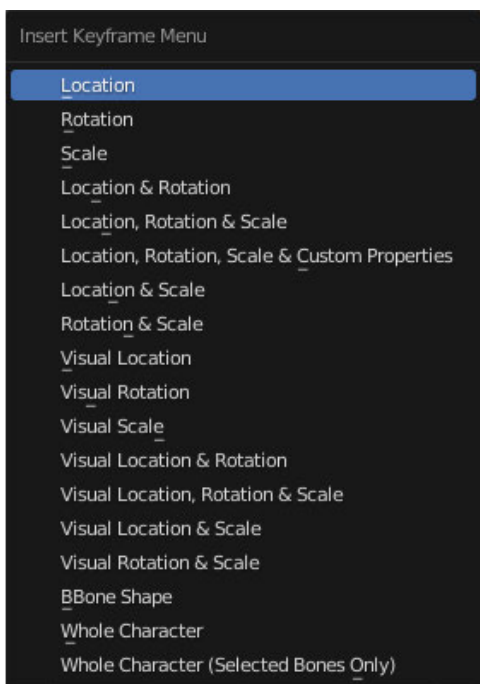 Insert Keyframe Menu
Location
Rotation
Scale
Location & Rotation
Location, Rotation & Scale
Location, Rotation, Scale & Custom Properties
Location & Scale
Rotation & Scale
Visual Location
Visual Rotation
Visual Scale
Visual Location & Rotation
Visual Location, Rotation & Scale
Visual Location & Scale
Visual Rotation & Scale
BBone Shape
Whole Character
Whole Character (Selected Bones Only)